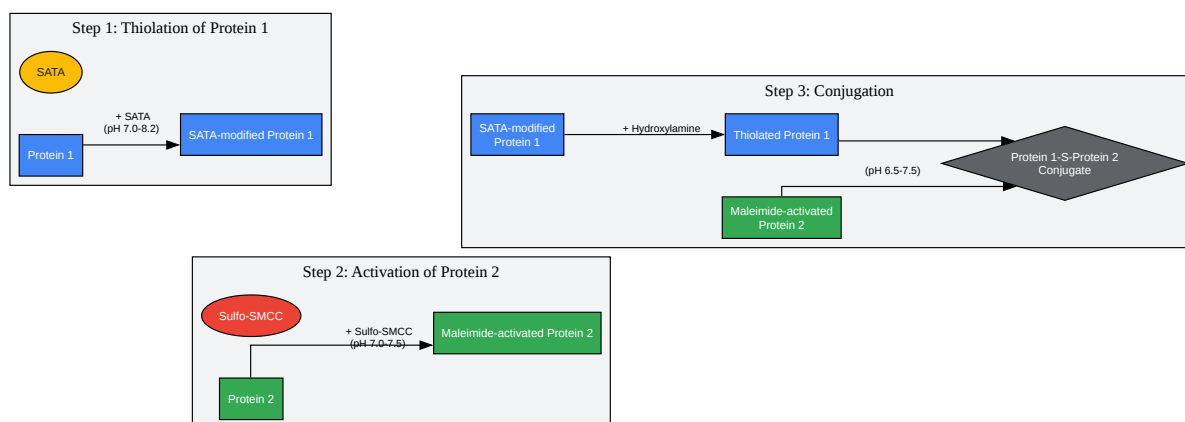 Step 1: Thiolation of Protein 1
SATA
+ SATA
(pH 7.0-8.2)
Protein 1
SATA-modified Protein 1
Step 2: Activation of Protein 2
Sulfo-SMCC
+ Sulfo-SMCC
(pH 7.0-7.5)
Protein 2
Maleimide-activated Protein 2
Step 3: Conjugation
SATA-modified
Protein 1
+ Hydroxylamine
Thiolated Protein 1
Maleimide-activated
Protein 2
(pH 6.5-7.5)
Protein 1-S-Protein 2
Conjugate